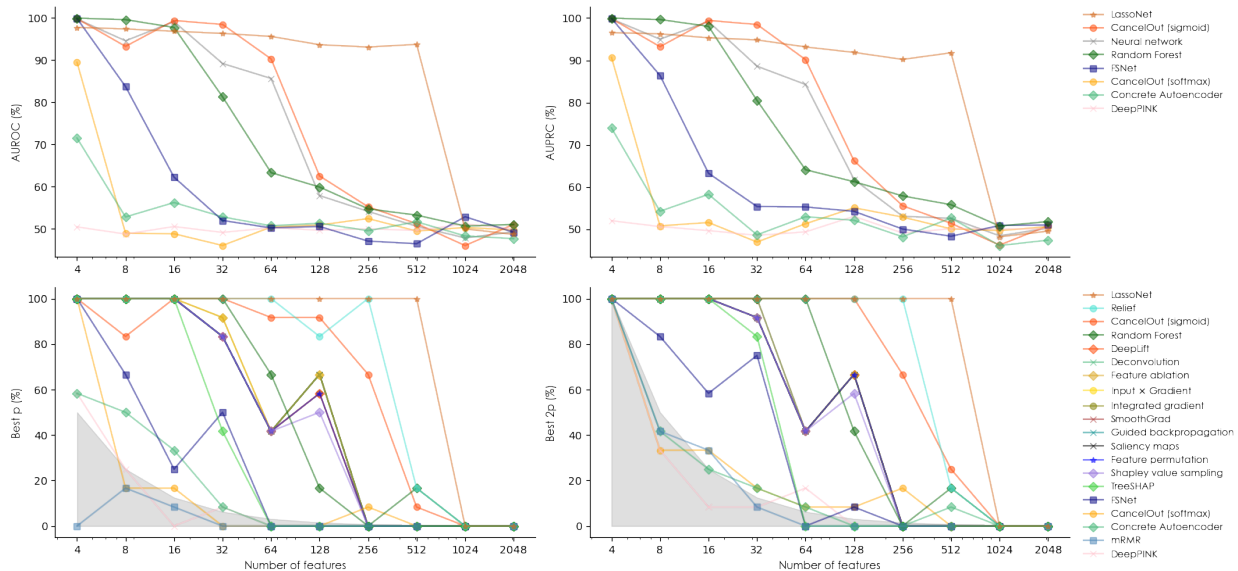 100
90
80
70
60
50
AUROC (%)
4 8 16 32 64 128 256 512 1024 2048
100
90
80
70
60
50
AUPRC (%)
4 8 16 32 64 128 256 512 1024 2048
LassoNet
CancelOut (sigmoid)
Neural network
Random Forest
FSNet
CancelOut (softmax)
Concrete Autoencoder
DeepPINK
100
80
60
40
20
0
Best p (%)
4 8 16 32 64 128 256 512 1024 2048
Number of features
100
80
60
40
20
0
Best 2p (%)
4 8 16 32 64 128 256 512 1024 2048
Number of features
LassoNet
Relief
CancelOut (sigmoid)
Random Forest
DeepLift
Deconvolution
Feature ablation
Input × Gradient
Integrated gradient
SmoothGrad
Guided backpropagation
Saliency maps
Feature permutation
Shapley value sampling
TreeSHAP
FSNet
CancelOut (softmax)
Concrete Autoencoder
mRMR
DeepPINK